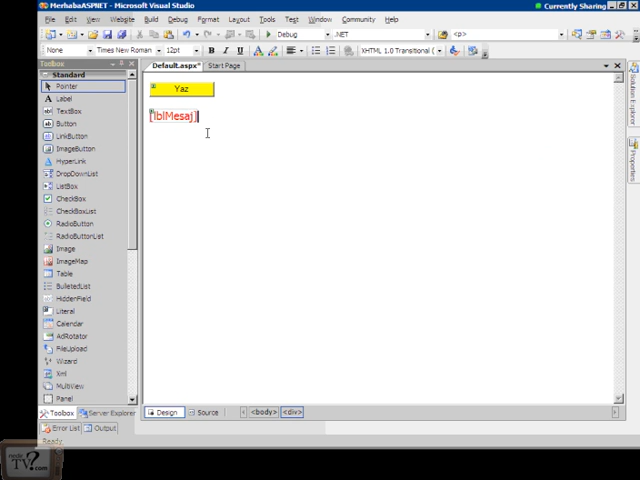 MerhabaASPNET - Microsoft Visual Studio
Currently Sharing
File Edit View Website Build Debug Format Layout Tools Test Window Community Help
Debug .NET <p>
None Times New Roman 12pt B I U A XHTML 1.0 Transitional (
Toolbox
Default.aspx* Start Page
Standard
Pointer
Label
TextBox
Button
LinkButton
ImageButton
HyperLink
DropDownList
ListBox
CheckBox
CheckBoxList
RadioButton
RadioButtonList
Image
ImageMap
Table
BulletedList
HiddenField
Literal
Calendar
AdRotator
FileUpload
Wizard
Xml
MultiView
Panel
Yaz
[lblMesaj]
Solution Explorer
Properties
Toolbox Server Explorer
Design Source <body> <div>
Error List Output
Ready
TV?.com